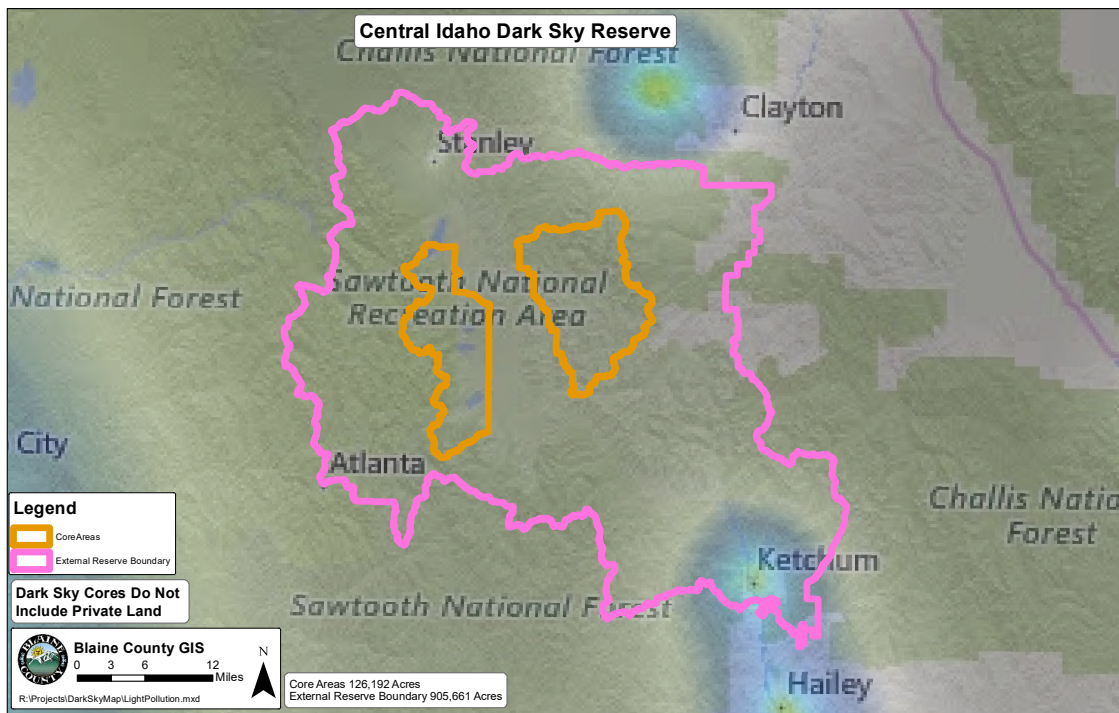 Central Idaho Dark Sky Reserve
Challis National Forest
Clayton
Stanley
Sawtooth National
Recreation Area
National Forest
City
Atlanta
Challis Natio
Forest
Ketchum
Sawtooth National Forest
Hailey
Legend
CoreAreas
External Reserve Boundary
Dark Sky Cores Do Not
Include Private Land
BLAINE
COUNTY
Blaine County GIS
0 3 6 12
Miles
R:\Projects\DarkSkyMap\LightPollution.mxd
N
Core Areas 126,192 Acres
External Reserve Boundary 905,661 Acres